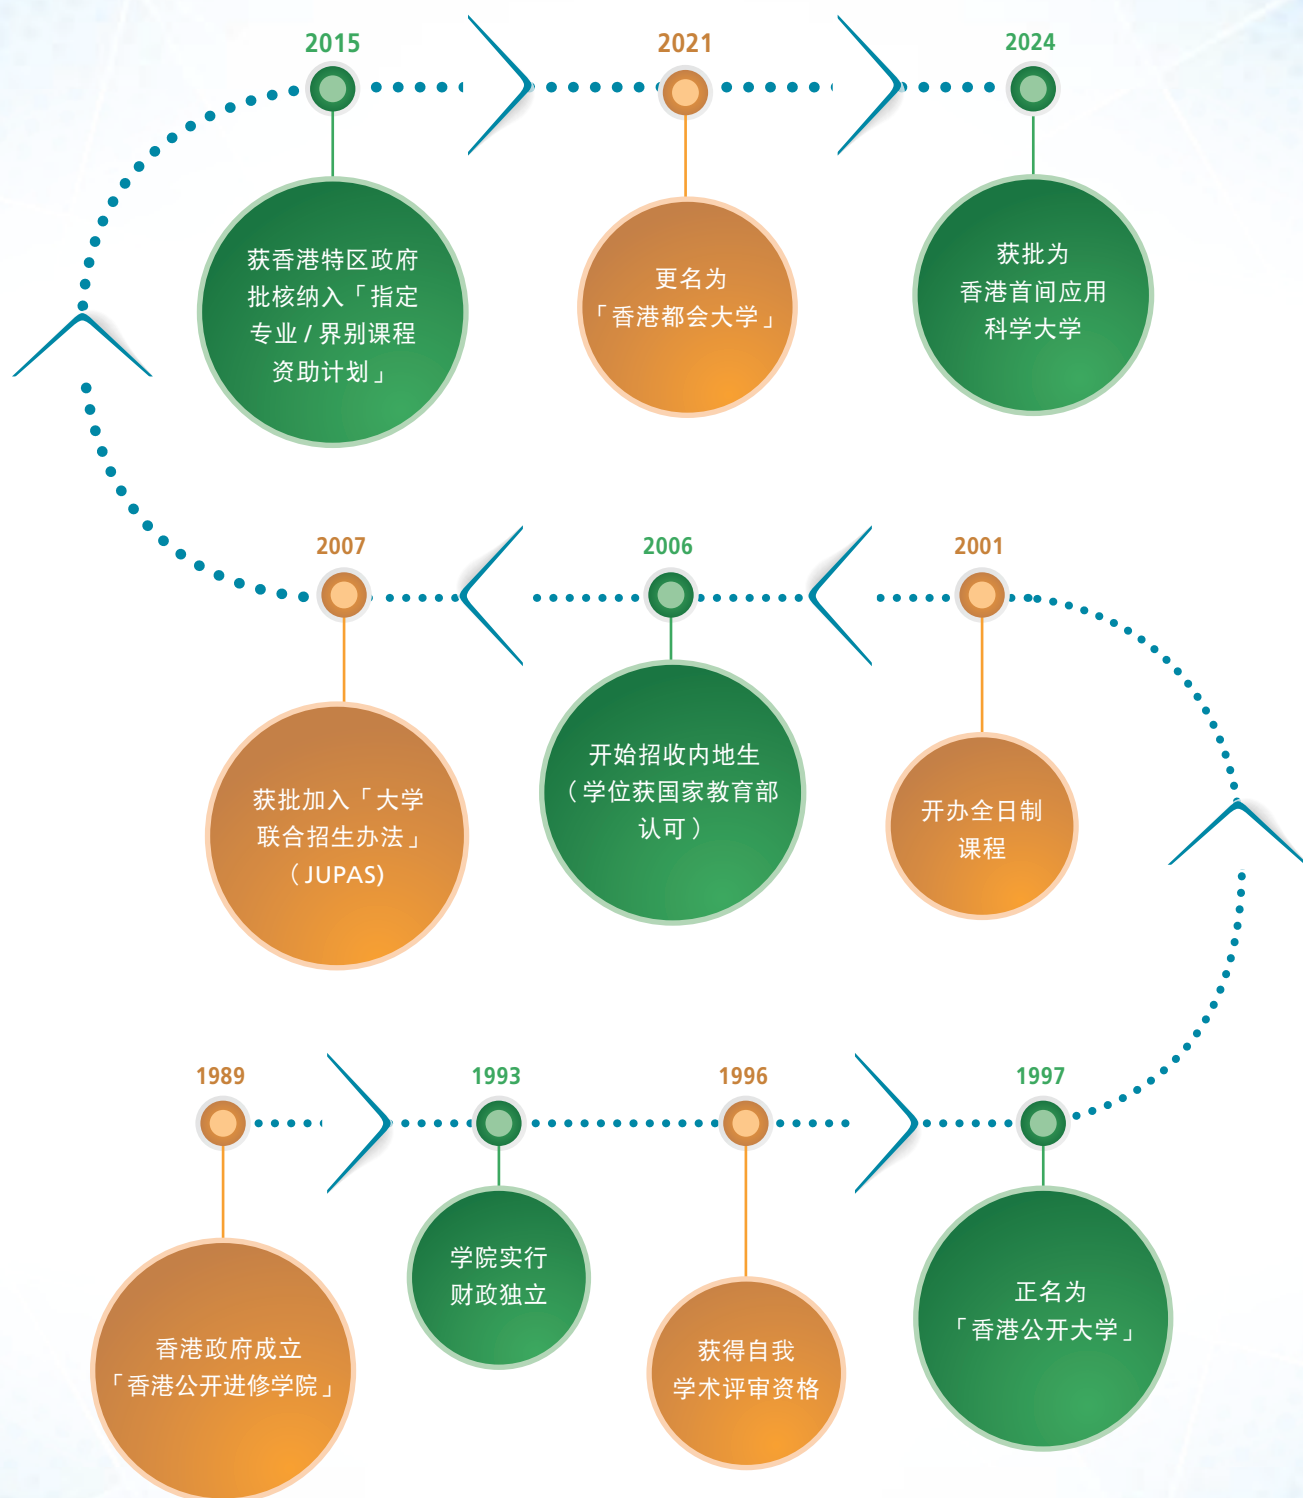 2015
获香港特区政府
批核纳入「指定
专业 / 界别课程
资助计划」
2021
更名为
「香港都会大学」
2024
获批为
香港首间应用
科学大学
2007
获批加入「大学
联合招生办法」
（JUPAS)
2006
开始招收内地生
（学位获国家教育部
认可）
2001
开办全日制
课程
1989
香港政府成立
「香港公开进修学院」
1993
学院实行
财政独立
1996
获得自我
学术评审资格
1997
正名为
「香港公开大学」